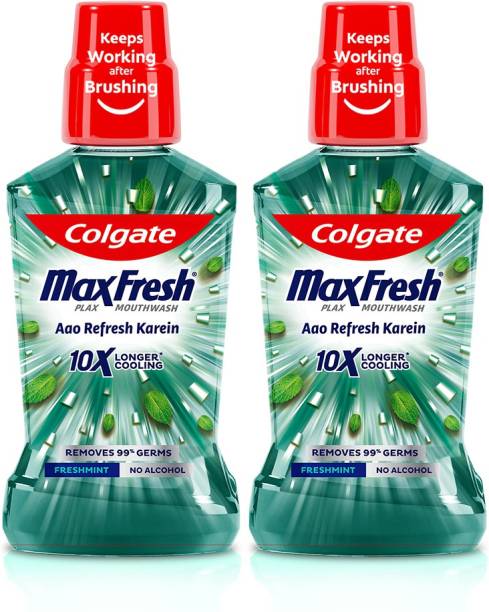 Keeps
Working
after
Brushing
Colgate
MaxFresh®
PLAX MOUTHWASH
Aao Refresh Karein
10X LONGER*
COOLING
REMOVES 99% GERMS
FRESHMINT NO ALCOHOL
Keeps
Working
after
Brushing
Colgate
MaxFresh®
PLAX MOUTHWASH
Aao Refresh Karein
10X LONGER*
COOLING
REMOVES 99% GERMS
FRESHMINT NO ALCOHOL